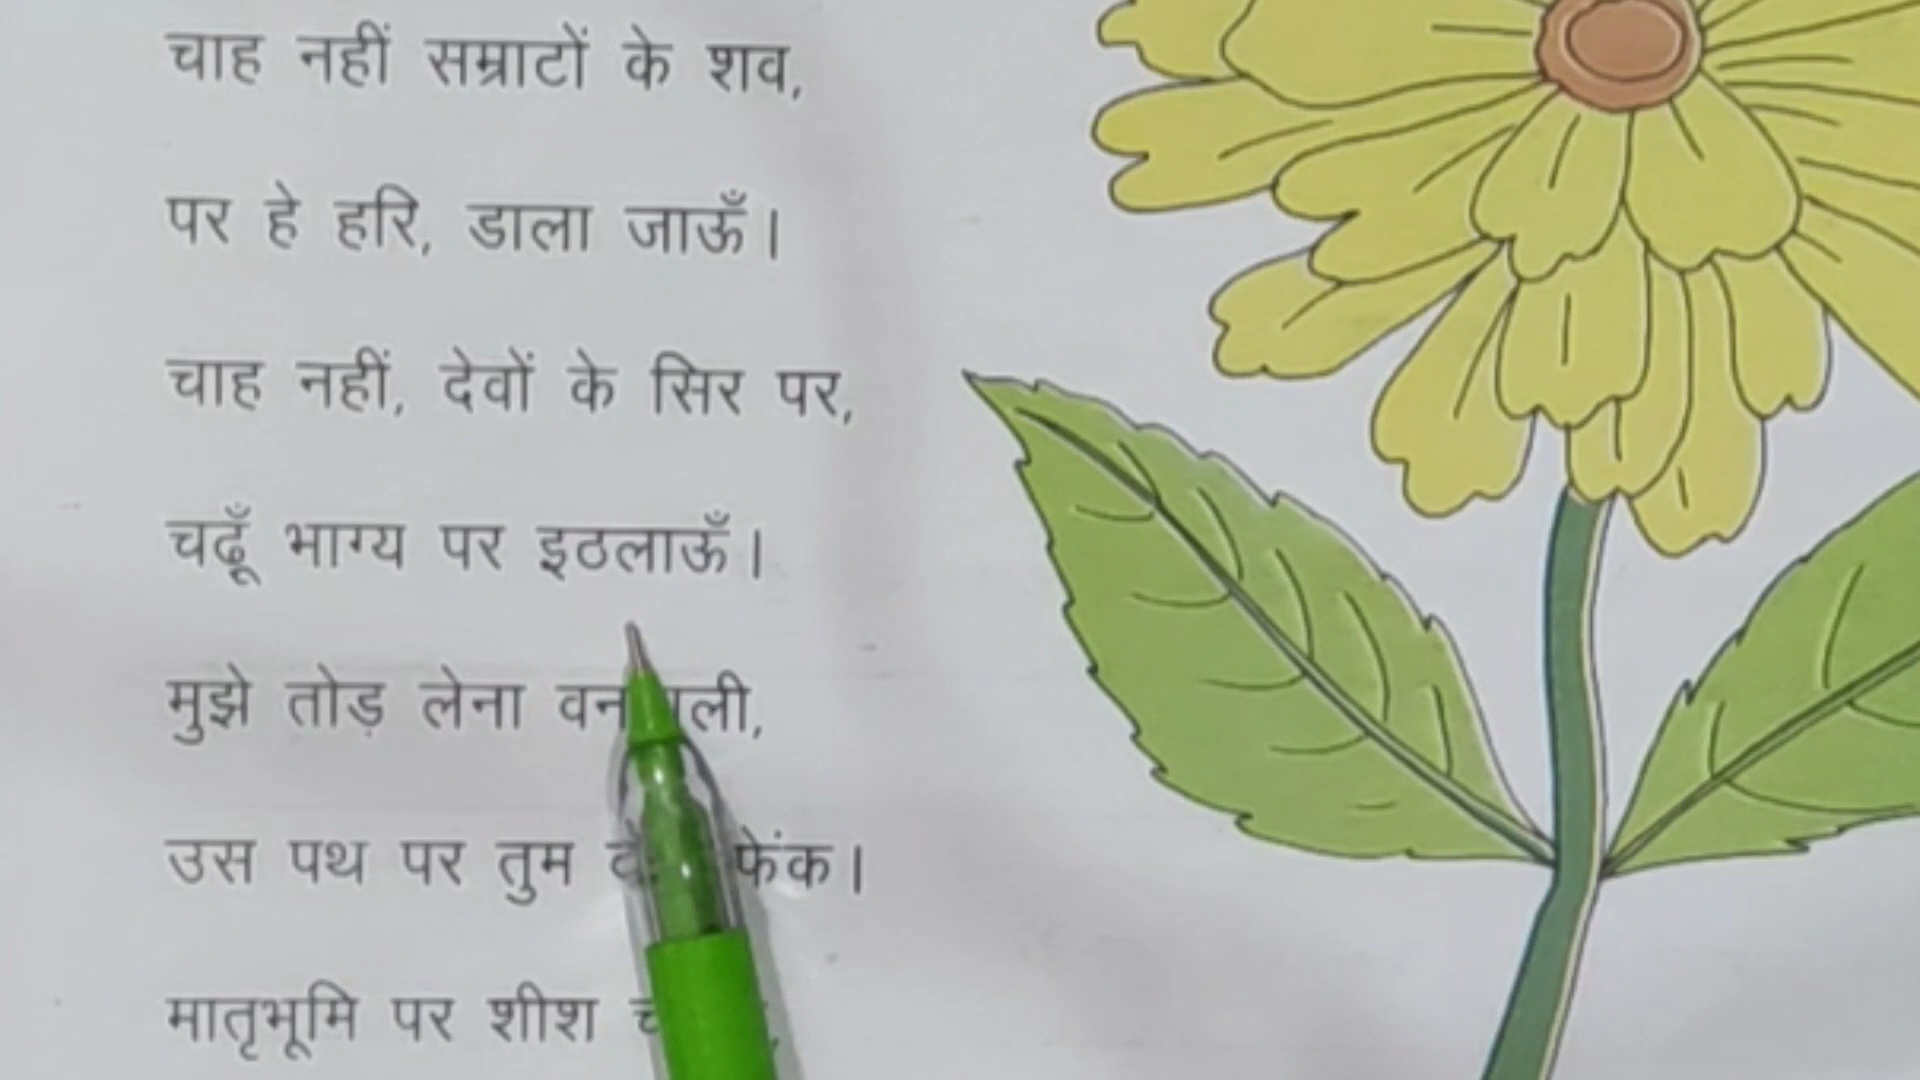 चाह नहीं सम्राटों के शव,
पर हे हरि, डाला जाऊँ।
चाह नहीं, देवों के सिर पर,
चढ़ूँ भाग्य पर इठलाऊँ।
मुझे तोड़ लेना
उस पथ पर तुम फेंक।
मातृभूमि पर शीश